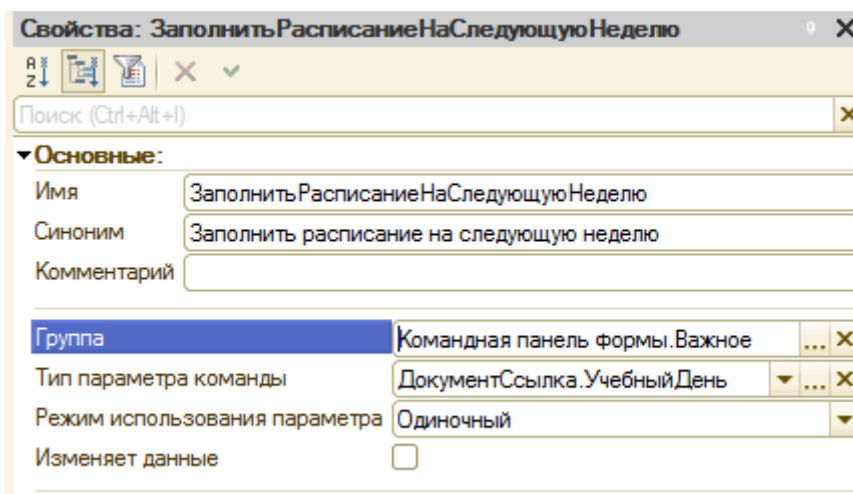 Свойства: ЗаполнитьРасписаниеНаСледующуюНеделю
Поиск (Ctrl+Alt+I)
Основные:
Имя ЗаполнитьРасписаниеНаСледующуюНеделю
Синоним Заполнить расписание на следующую неделю
Комментарий
Группа Командная панель формы.Важное ...
Тип параметра команды ДокументСсылка.УчебныйДень ...
Режим использования параметра Одиночный
Изменяет данные